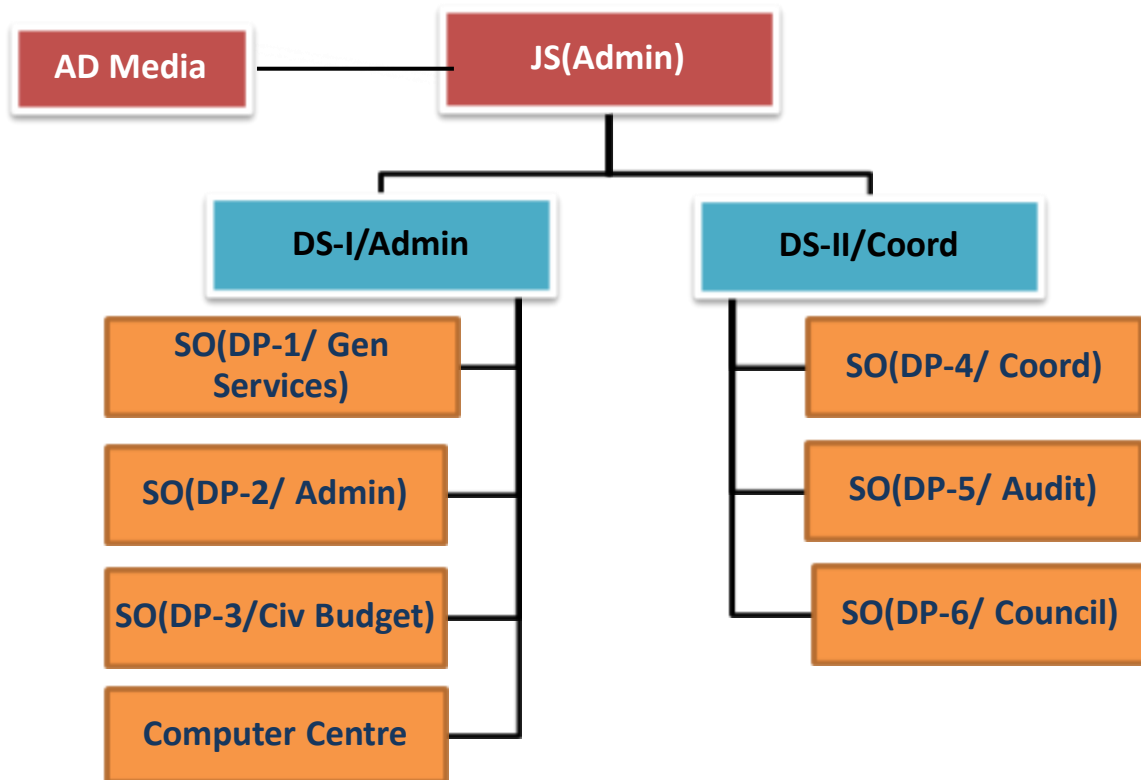 AD Media
JS(Admin)
DS-I/Admin
DS-II/Coord
SO(DP-1/ Gen
Services)
SO(DP-2/ Admin)
SO(DP-3/Civ Budget)
Computer Centre
SO(DP-4/ Coord)
SO(DP-5/ Audit)
SO(DP-6/ Council)